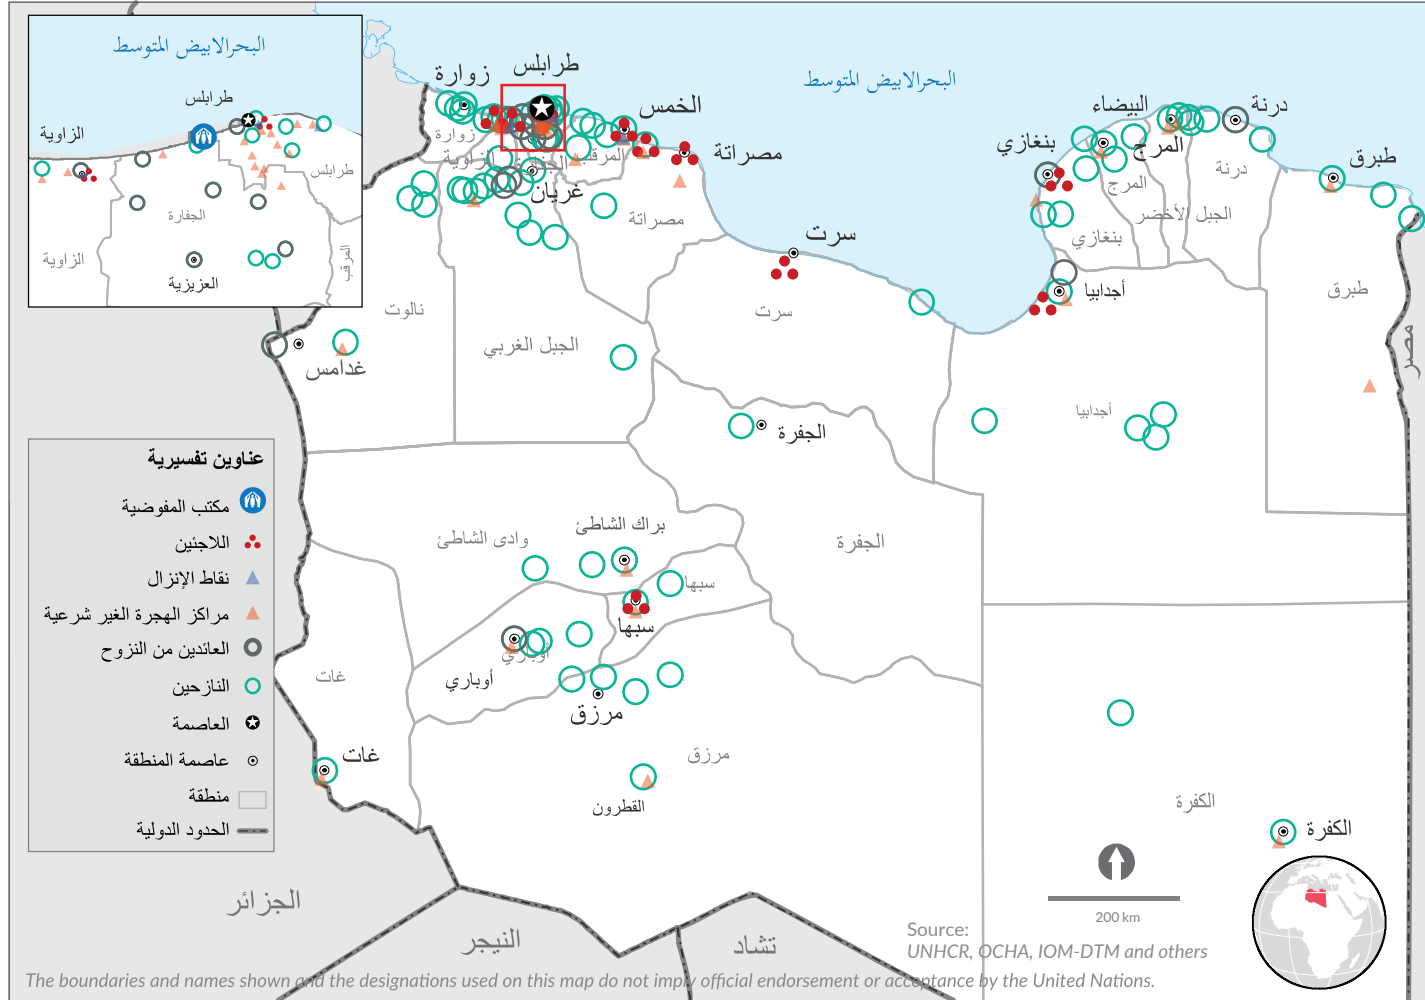 البحرالابيض المتوسط
طرابلس
الزاوية
طرابلس
الجفارة
الزاوية
المرقب
العزيزية
البحرالابيض المتوسط
زوارة
طرابلس
الخمس
مصراتة
زوارة
الزاوية
غريان
مصراتة
سرت
سرت
البيضاء
درنة
المرج
بنغازي
طبرق
درنة
المرج
الجبل الأخضر
بنغازي
أجدابيا
طبرق
مصر
نالوت
غدامس
الجبل الغربي
الجفرة
أجدابيا
براك الشاطئ
وادى الشاطئ
الجفرة
سبها
سبها
أوباري
أوباري
غات
مرزق
مرزق
غات
القطرون
الكفرة
الكفرة
الجزائر
النيجر
تشاد
عناوين تفسيرية
مكتب المفوضية
اللاجئين
نقاط الإنزال
مراكز الهجرة الغير شرعية
العائدين من النزوح
النازحين
العاصمة
عاصمة المنطقة
منطقة
الحدود الدولية
200 km
Source:
UNHCR, OCHA, IOM-DTM and others
The boundaries and names shown and the designations used on this map do not imply official endorsement or acceptance by the United Nations.